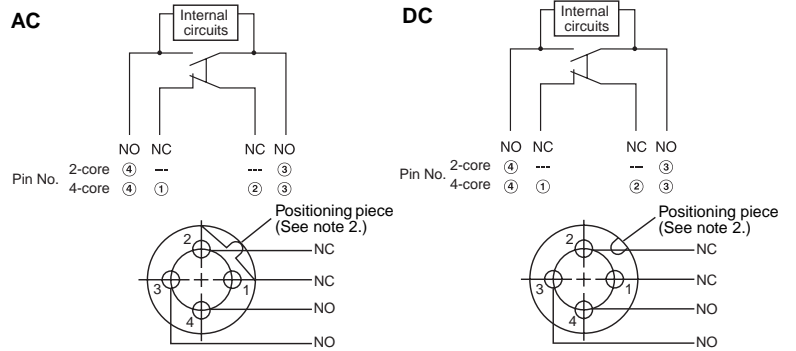 AC
Internal
circuits
NO NC NC NO
Pin No.
2-core ④ --- --- ③
4-core ④ ① ② ③
Positioning piece
(See note 2.)
2
NC
3 1
NC
4
NO
NO
DC
Internal
circuits
NO NC NC NO
Pin No.
2-core ④ --- --- ③
4-core ④ ① ② ③
Positioning piece
(See note 2.)
2
NC
3 1
NC
4
NO
NO